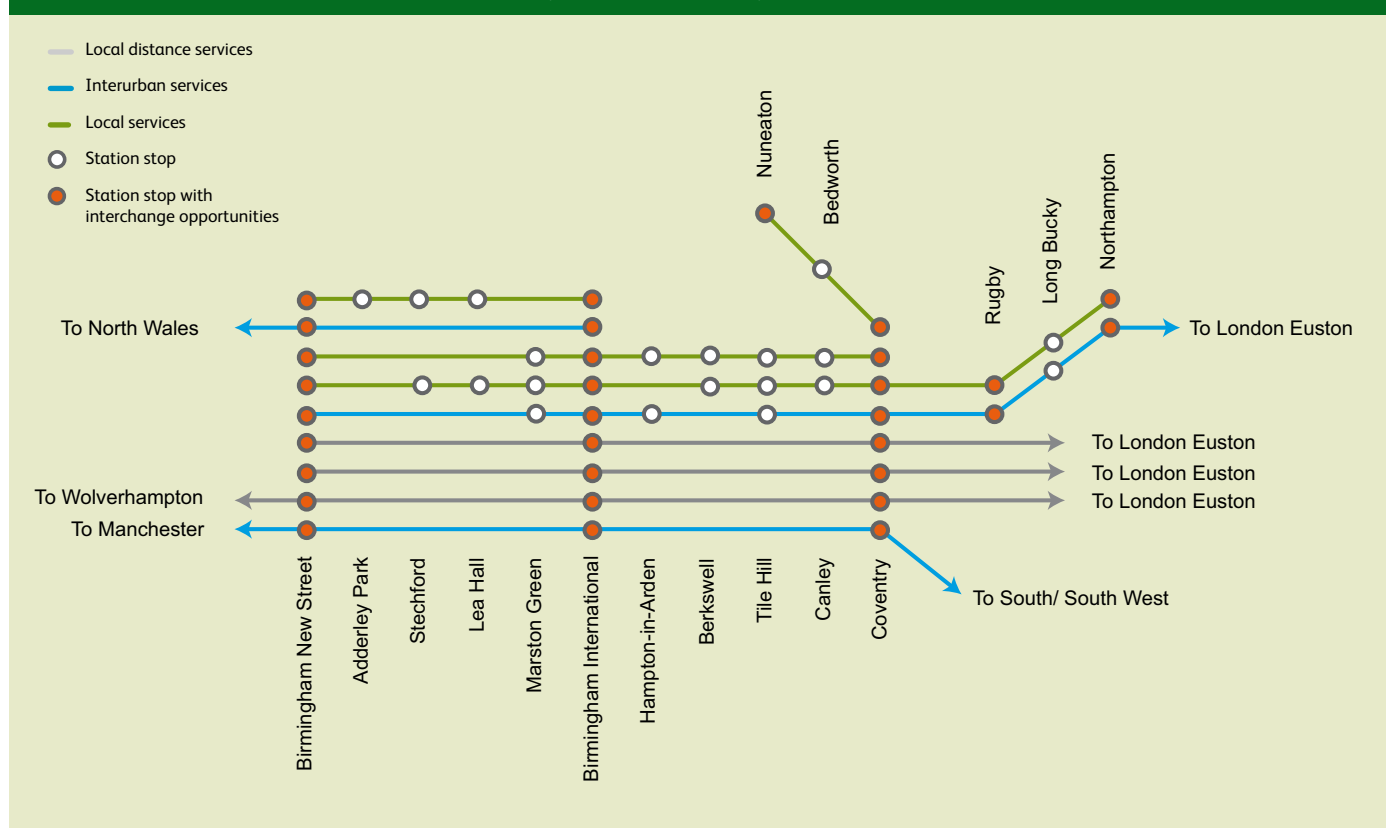 Local distance services
Interurban services
Local services
Station stop
Station stop with
interchange opportunities
Nuneaton
Bedworth
Rugby
Long Bucky
Northampton
To North Wales
To London Euston
To London Euston
To London Euston
To London Euston
To Wolverhampton
To Manchester
To South/ South West
Birmingham New Street
Adderley Park
Stechford
Lea Hall
Marston Green
Birmingham International
Hampton-in-Arden
Berkswell
Tile Hill
Canley
Coventry